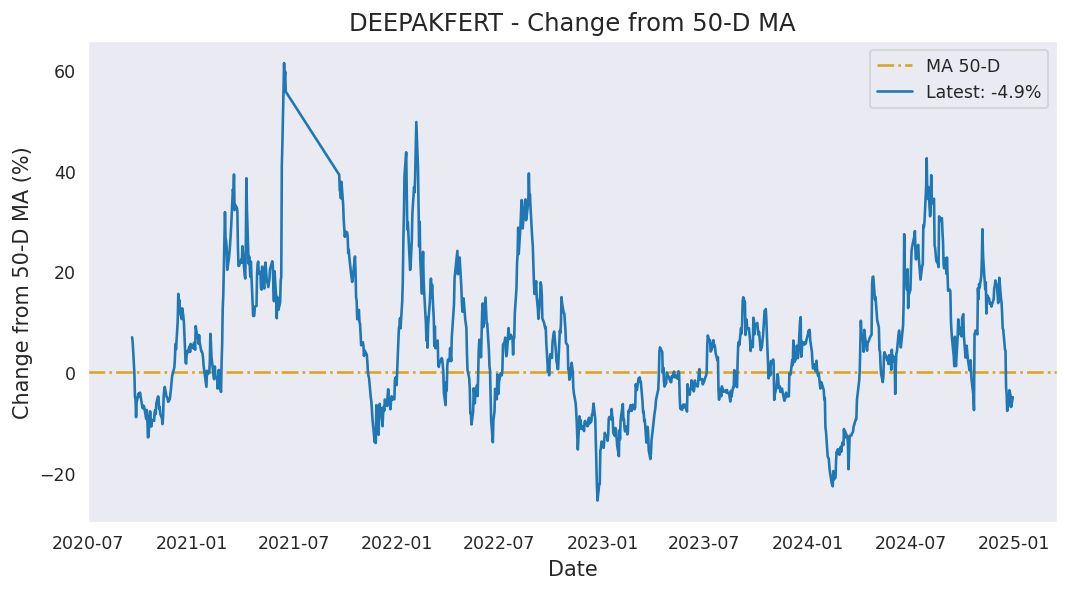 DEEPAKFERT - Change from 50-D MA
MA 50-D
Latest: -4.9%
Change from 50-D MA (%)
60
40
20
0
−20
2020-07 2021-01 2021-07 2022-01 2022-07 2023-01 2023-07 2024-01 2024-07 2025-01
Date